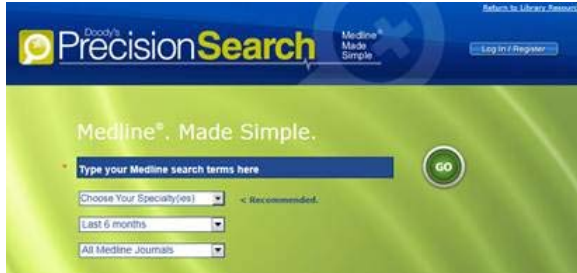 Return to Library Resourc
Doody's
PrecisionSearch
Medline®
Made
Simple
Log In / Register
Medline®. Made Simple.
* Type your Medline search terms here
GO
Choose Your Specialty(ies)
< Recommended.
Last 6 months
All Medline Journals